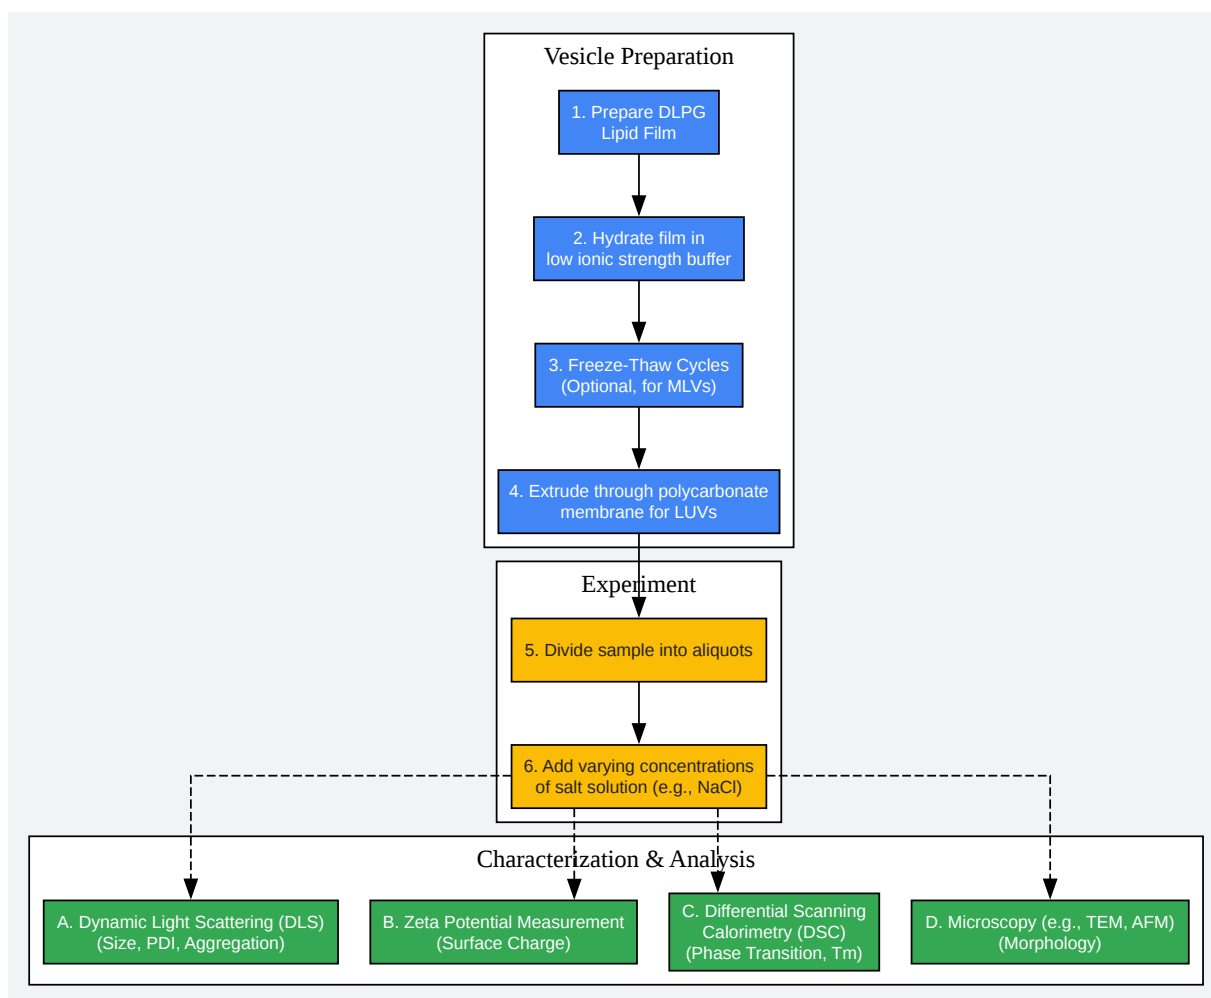 Vesicle Preparation
1. Prepare DLPG
Lipid Film
2. Hydrate film in
low ionic strength buffer
3. Freeze-Thaw Cycles
(Optional, for MLVs)
4. Extrude through polycarbonate
membrane for LUVs
Experiment
5. Divide sample into aliquots
6. Add varying concentrations
of salt solution (e.g., NaCl)
Characterization & Analysis
A. Dynamic Light Scattering (DLS)
(Size, PDI, Aggregation)
B. Zeta Potential Measurement
(Surface Charge)
C. Differential Scanning
Calorimetry (DSC)
(Phase Transition, Tm)
D. Microscopy (e.g., TEM, AFM)
(Morphology)